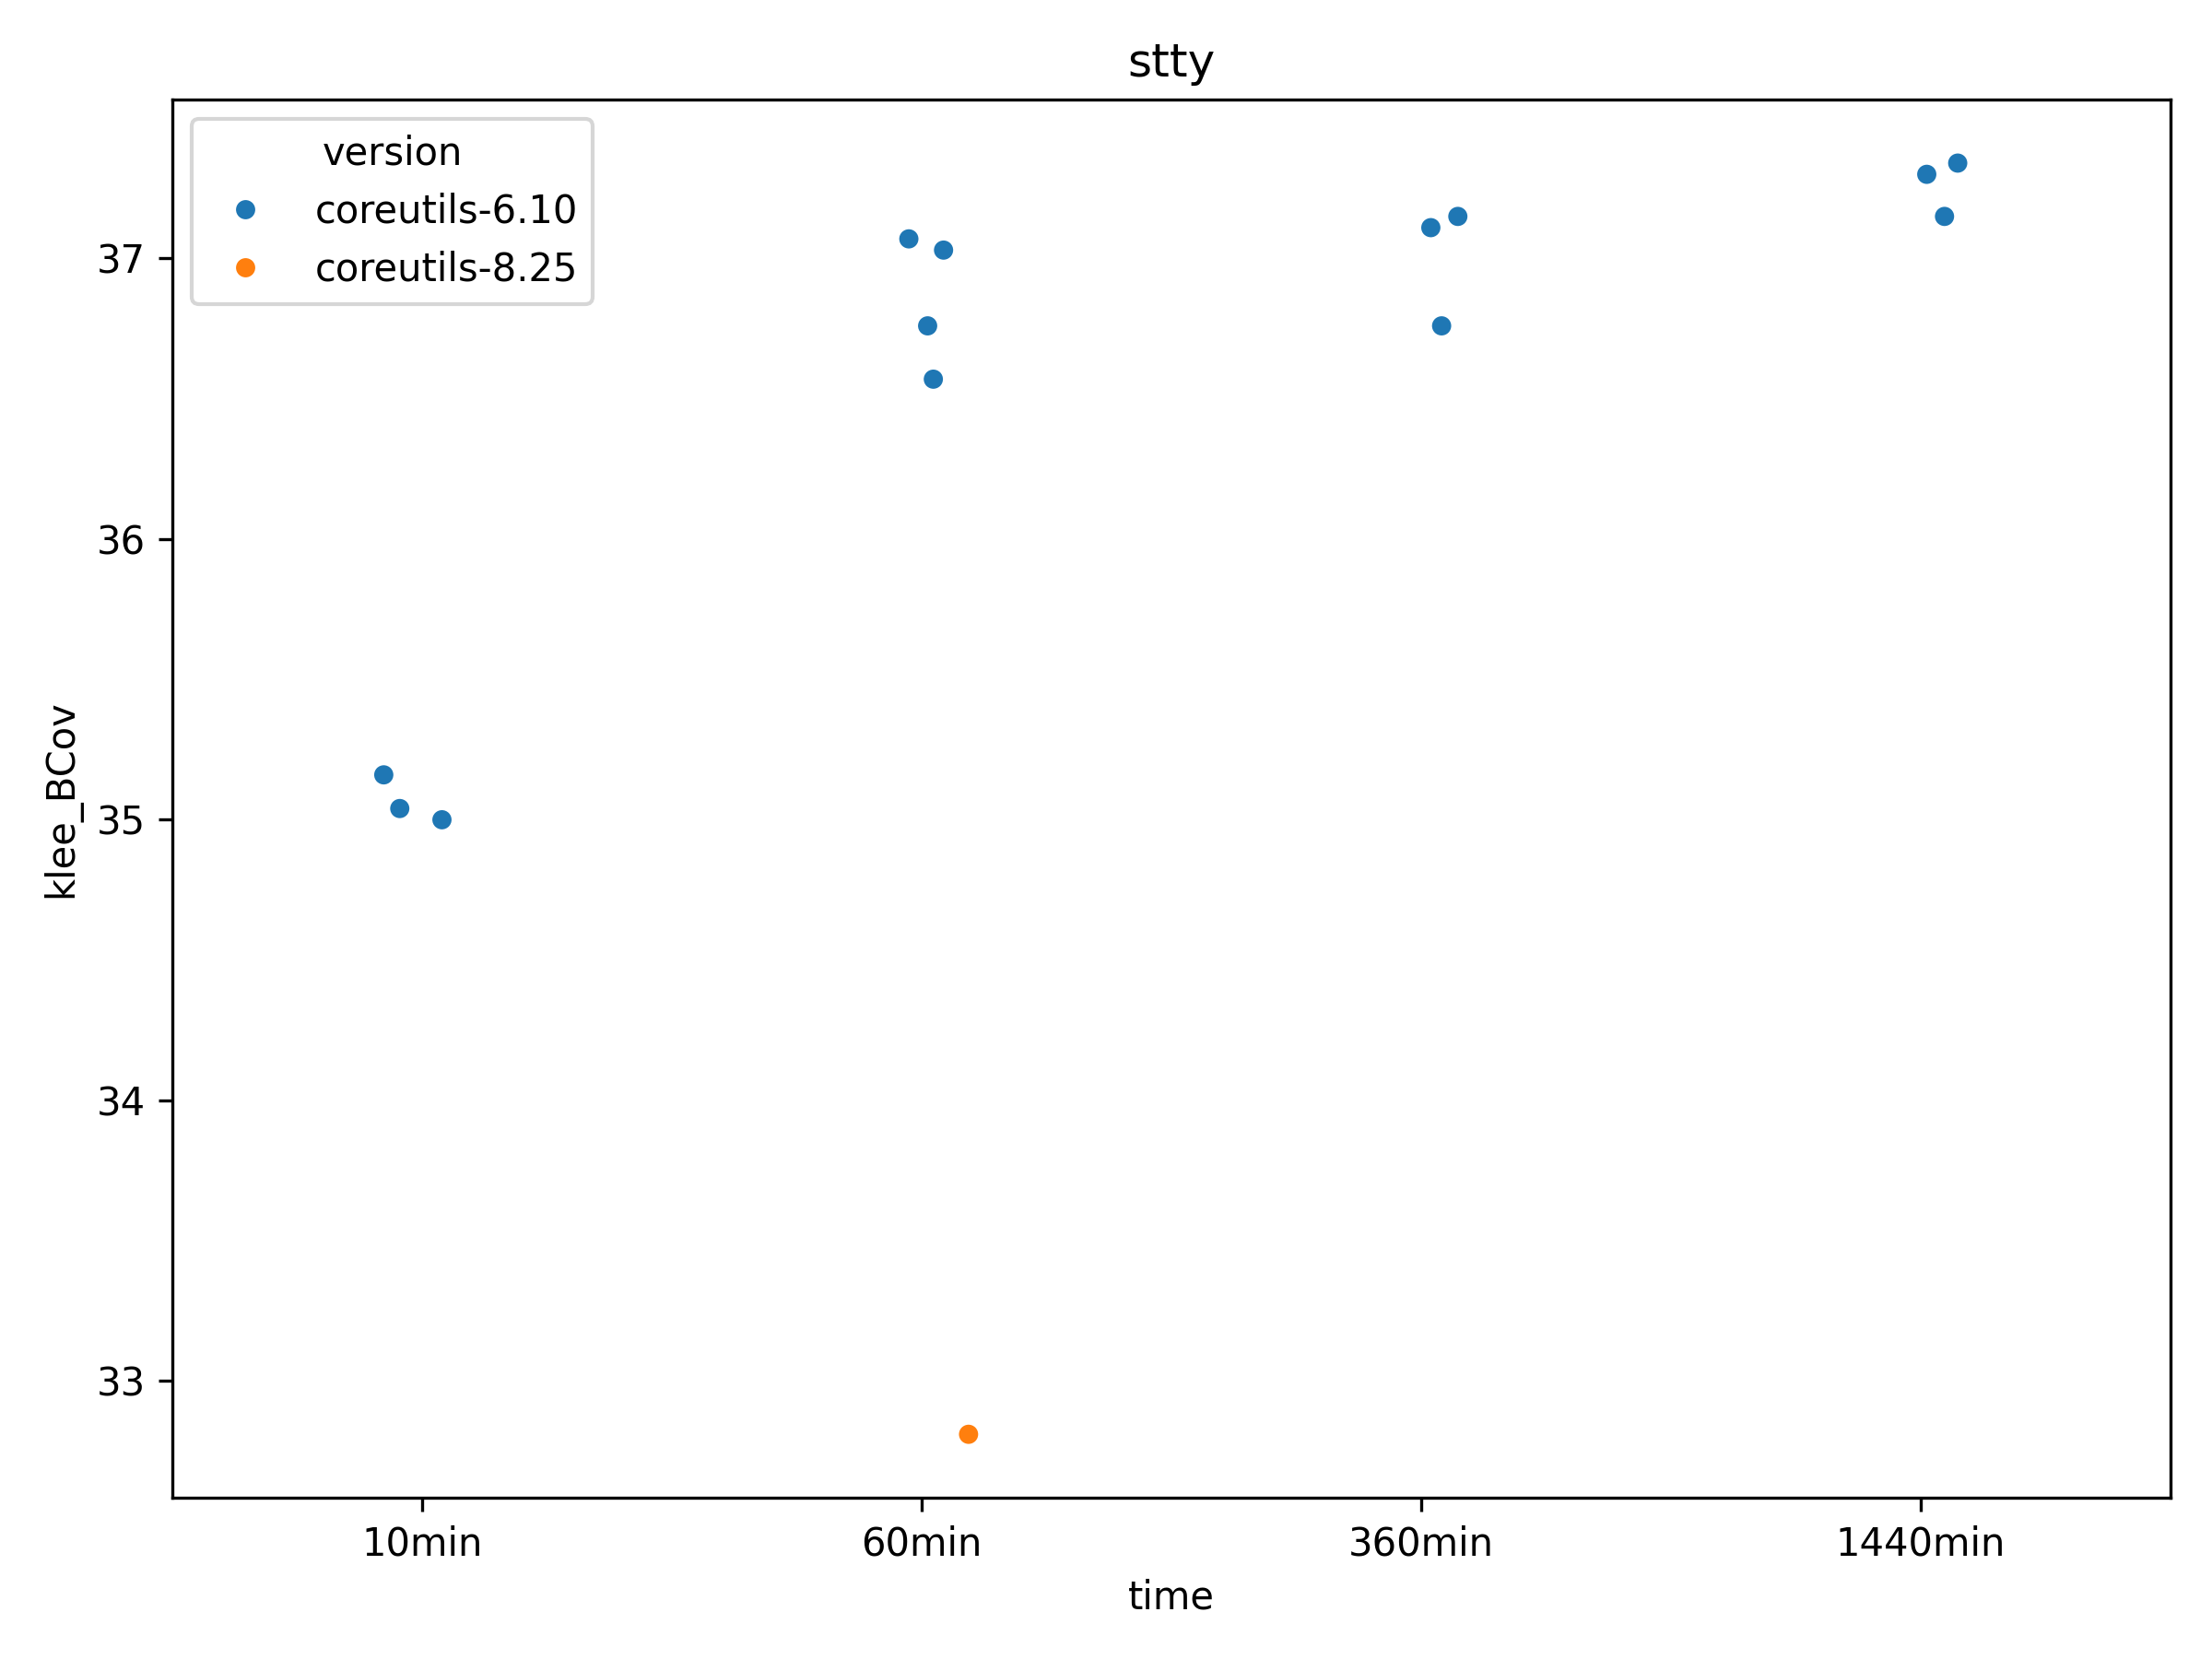 stty
version
coreutils-6.10
coreutils-8.25
37
36
35
34
33
klee_BCov
10min
60min
360min
1440min
time